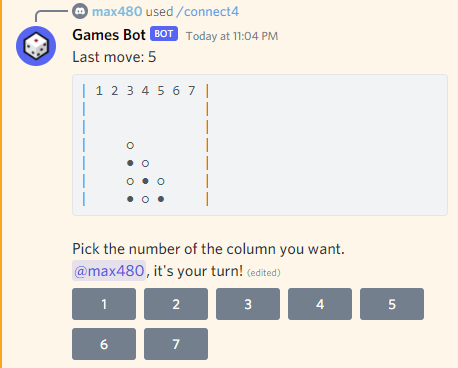 max480 used /connect4
Games Bot BOT Today at 11:04 PM
Last move: 5
| 1 2 3 4 5 6 7 |
| |
| o |
| ● o |
| o ● o |
| ● o ● |
Pick the number of the column you want.
@max480, it's your turn! (edited)
1 2 3 4 5
6 7